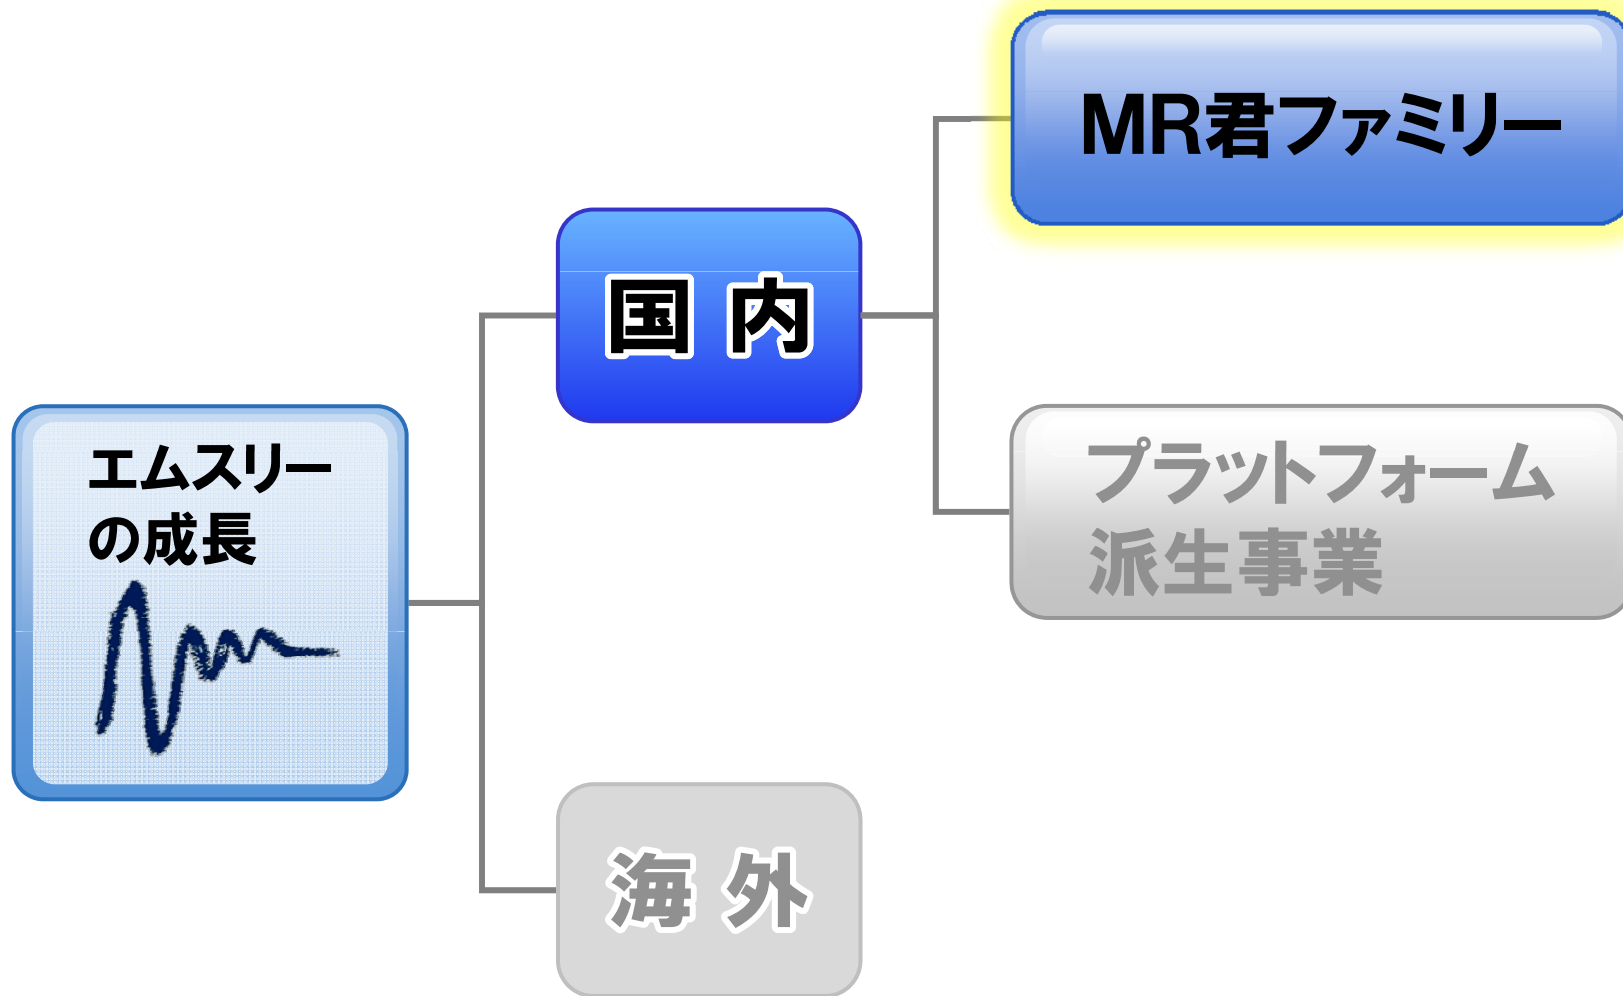 MR君ファミリー
国内
エムスリー
の成長
プラットフォーム
派生事業
海外